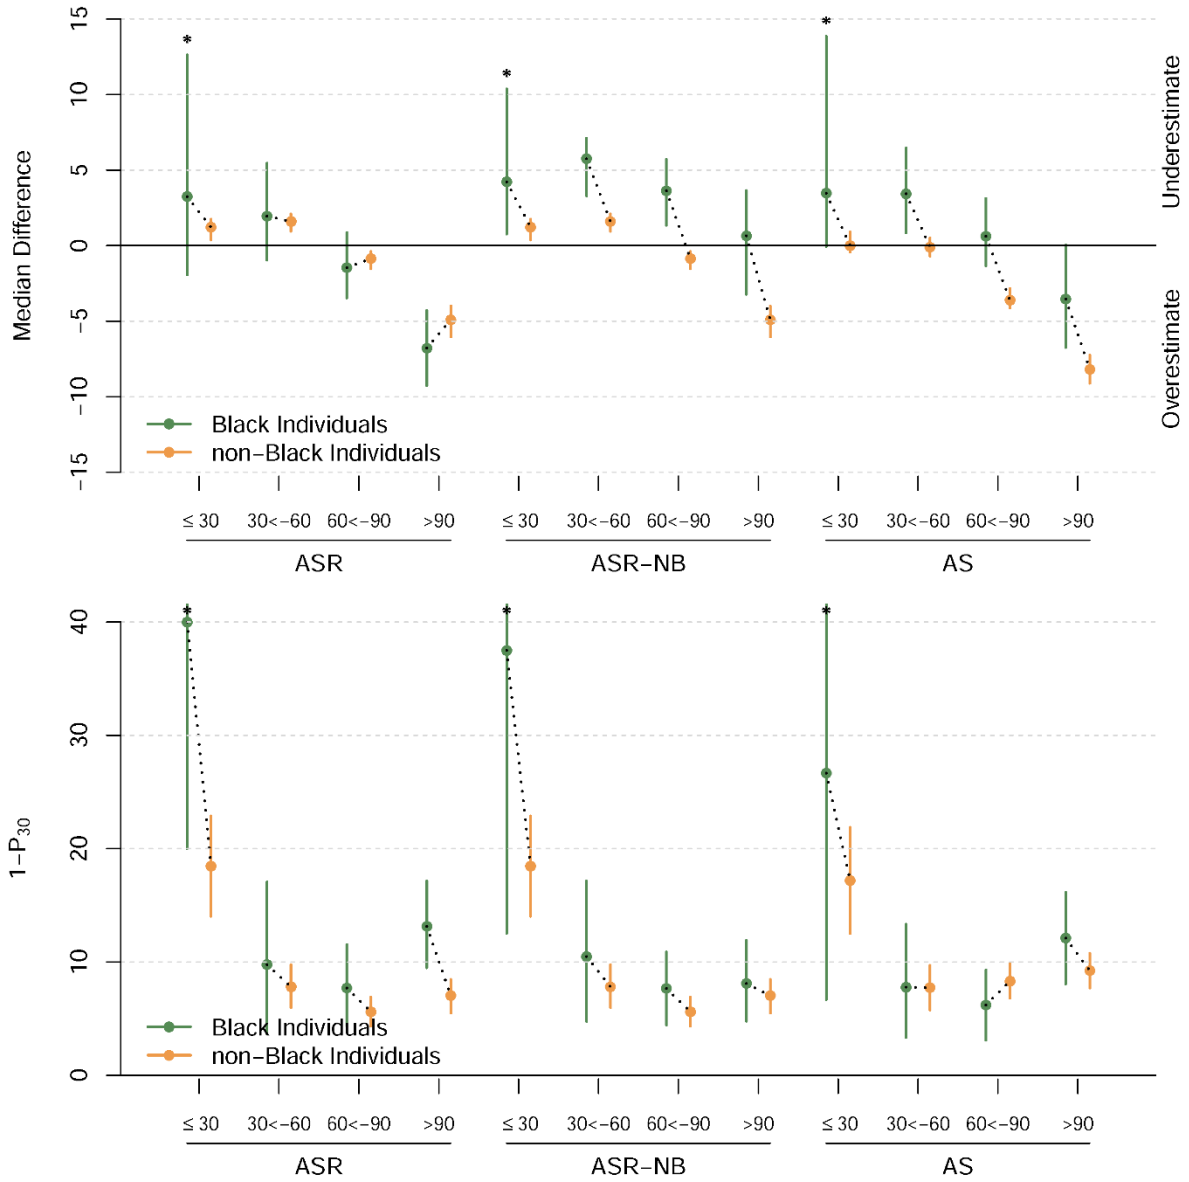 15
10
5
0
−5
−10
−15
Median Difference
Underestimate
Overestimate
*
*
*
Black Individuals
non−Black Individuals
≤ 30 30<−60 60<−90 >90 ≤ 30 30<−60 60<−90 >90 ≤ 30 30<−60 60<−90 >90
ASR ASR−NB AS
40
30
20
10
0
1−P30
*
*
*
Black Individuals
non−Black Individuals
≤ 30 30<−60 60<−90 >90 ≤ 30 30<−60 60<−90 >90 ≤ 30 30<−60 60<−90 >90
ASR ASR−NB AS